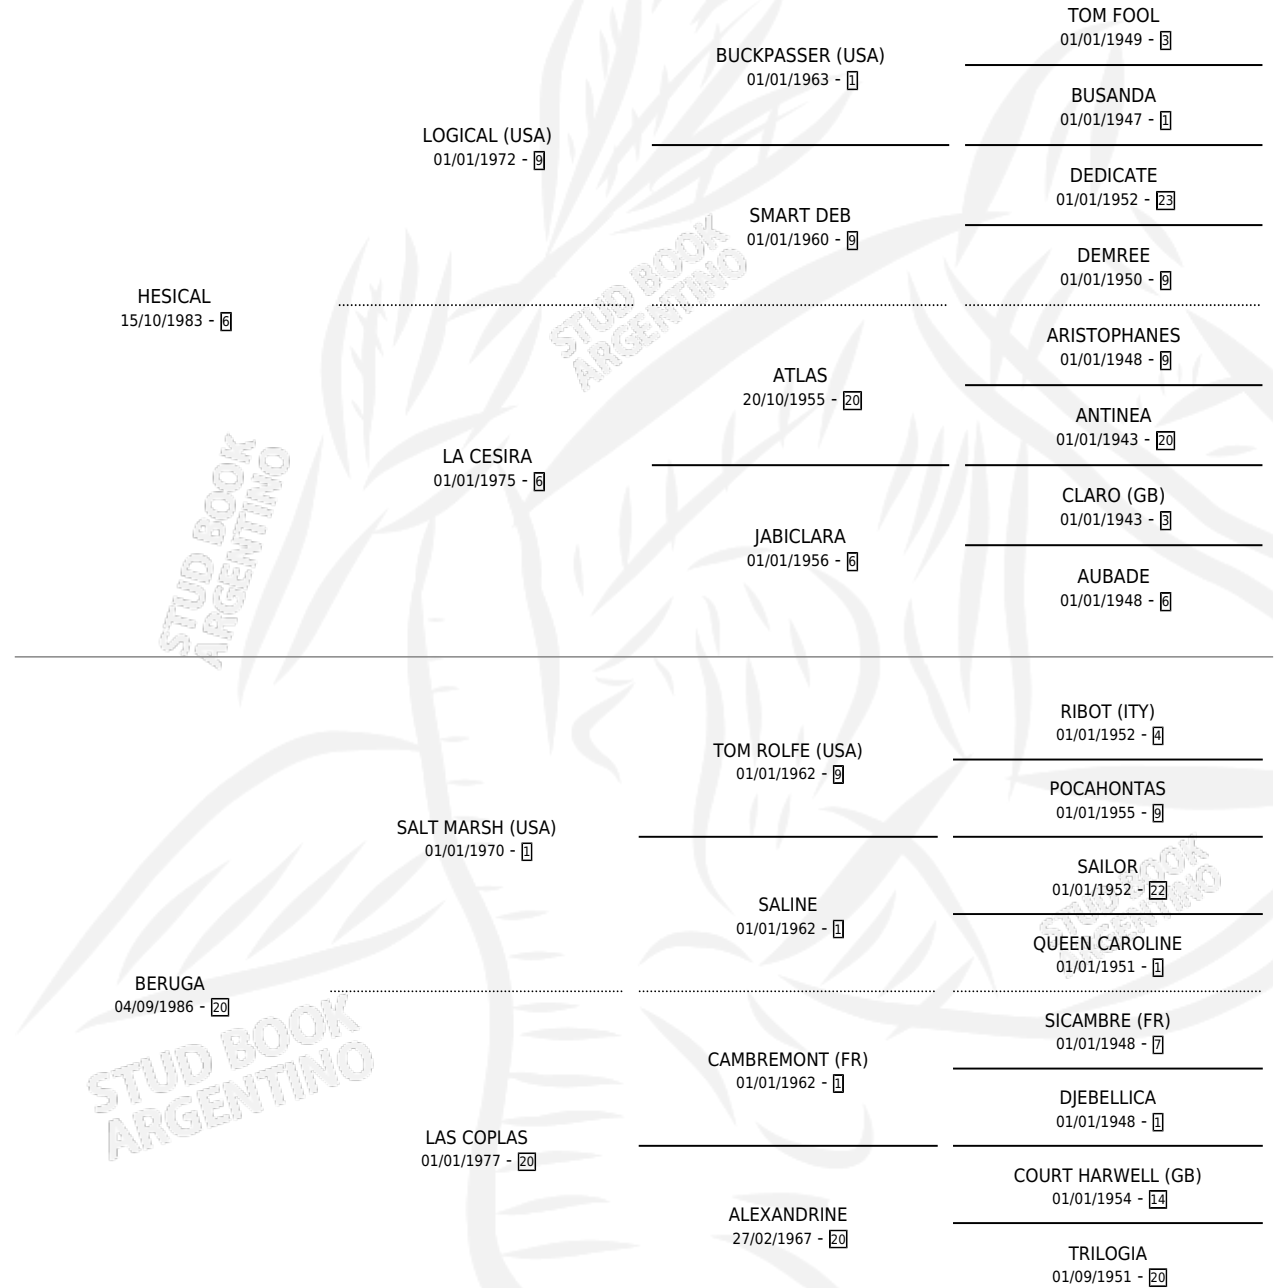 TOM FOOL
01/01/1949 - 3
BUCKPASSER (USA)
01/01/1963 - 1
BUSANDA
01/01/1947 - 1
LOGICAL (USA)
01/01/1972 - 9
DEDICATE
01/01/1952 - 23
SMART DEB
01/01/1960 - 9
DEMREE
01/01/1950 - 9
HESICAL
15/10/1983 - 6
STUD BOOK
ARGENTINO
ARISTOPHANES
01/01/1948 - 9
ATLAS
20/10/1955 - 20
ANTINEA
01/01/1943 - 20
LA CESIRA
01/01/1975 - 6
CLARO (GB)
01/01/1943 - 3
JABICLARA
01/01/1956 - 6
AUBADE
01/01/1948 - 6
STUD BOOK
ARGENTINO
RIBOT (ITY)
01/01/1952 - 4
TOM ROLFE (USA)
01/01/1962 - 9
POCAHONTAS
01/01/1955 - 9
SALT MARSH (USA)
01/01/1970 - 1
SAILOR
01/01/1952 - 22
SALINE
01/01/1962 - 1
STUD BOOK
ARGENTINO
QUEEN CAROLINE
01/01/1951 - 1
BERUGA
04/09/1986 - 20
SICAMBRE (FR)
01/01/1948 - 7
CAMBREMONT (FR)
01/01/1962 - 1
STUD BOOK
ARGENTINO
DJEBELLICA
01/01/1948 - 1
LAS COPLAS
01/01/1977 - 20
COURT HARWELL (GB)
01/01/1954 - 14
ALEXANDRINE
27/02/1967 - 20
TRILOGIA
01/09/1951 - 20